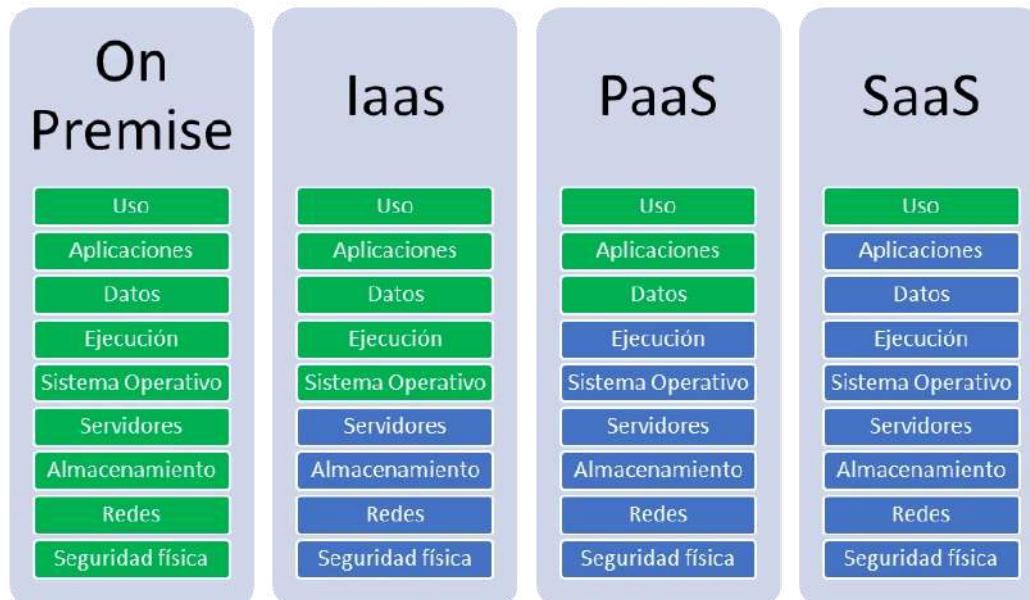 On
Premise
Uso
Aplicaciones
Datos
Ejecución
Sistema Operativo
Servidores
Almacenamiento
Redes
Seguridad física
Iaas
Uso
Aplicaciones
Datos
Ejecución
Sistema Operativo
Servidores
Almacenamiento
Redes
Seguridad física
PaaS
Uso
Aplicaciones
Datos
Ejecución
Sistema Operativo
Servidores
Almacenamiento
Redes
Seguridad física
SaaS
Uso
Aplicaciones
Datos
Ejecución
Sistema Operativo
Servidores
Almacenamiento
Redes
Seguridad física